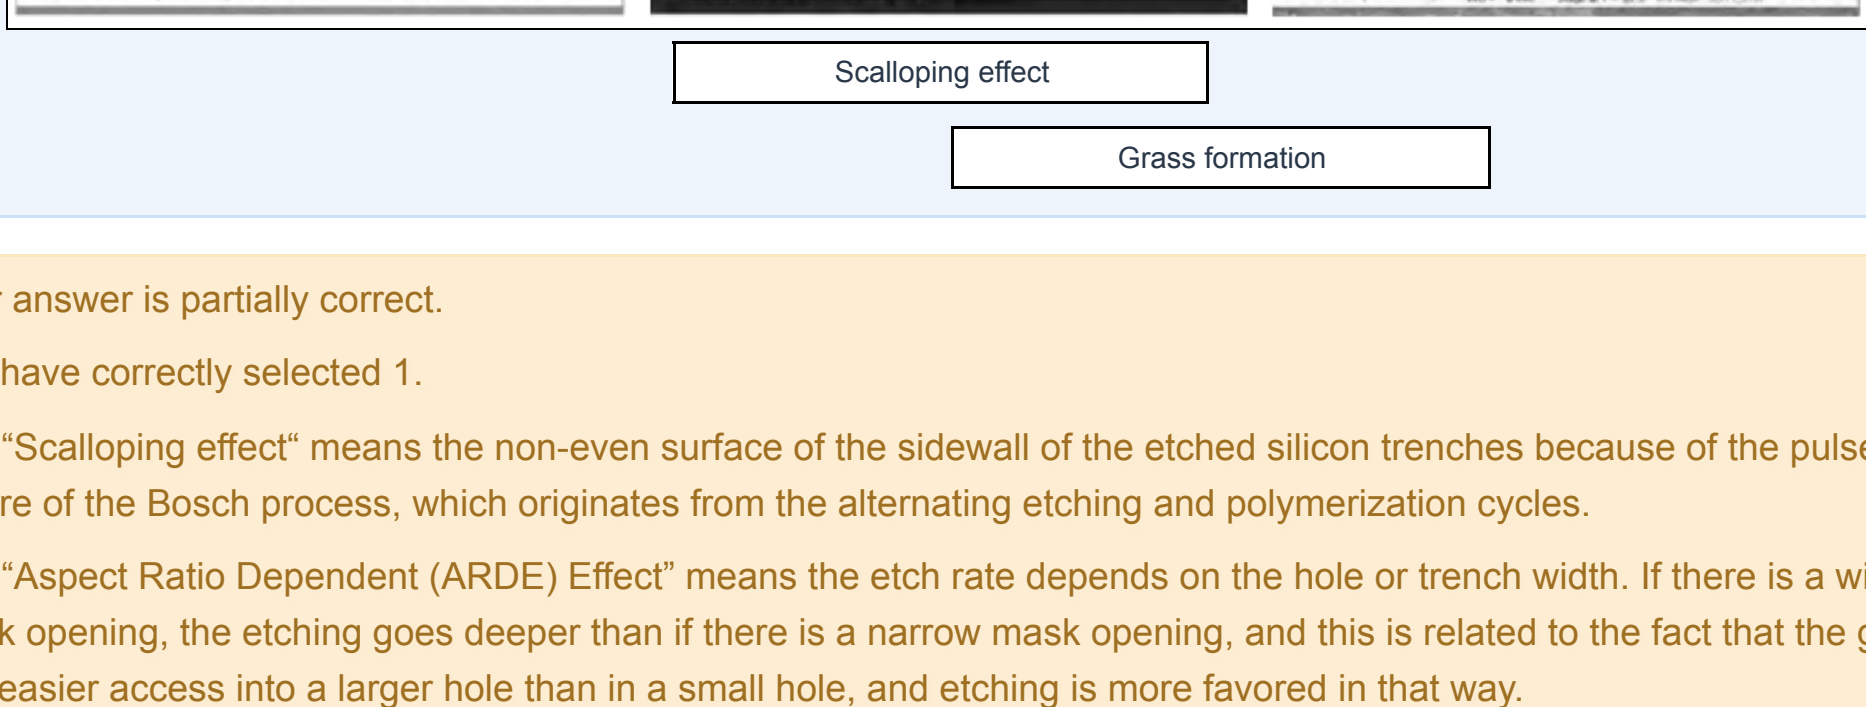 Scalloping effect
Grass formation
answer is partially correct.
have correctly selected 1.
“Scalloping effect“ means the non-even surface of the sidewall of the etched silicon trenches because of the pulse
re of the Bosch process, which originates from the alternating etching and polymerization cycles.
“Aspect Ratio Dependent (ARDE) Effect” means the etch rate depends on the hole or trench width. If there is a wi
k opening, the etching goes deeper than if there is a narrow mask opening, and this is related to the fact that the g
easier access into a larger hole than in a small hole, and etching is more favored in that way.